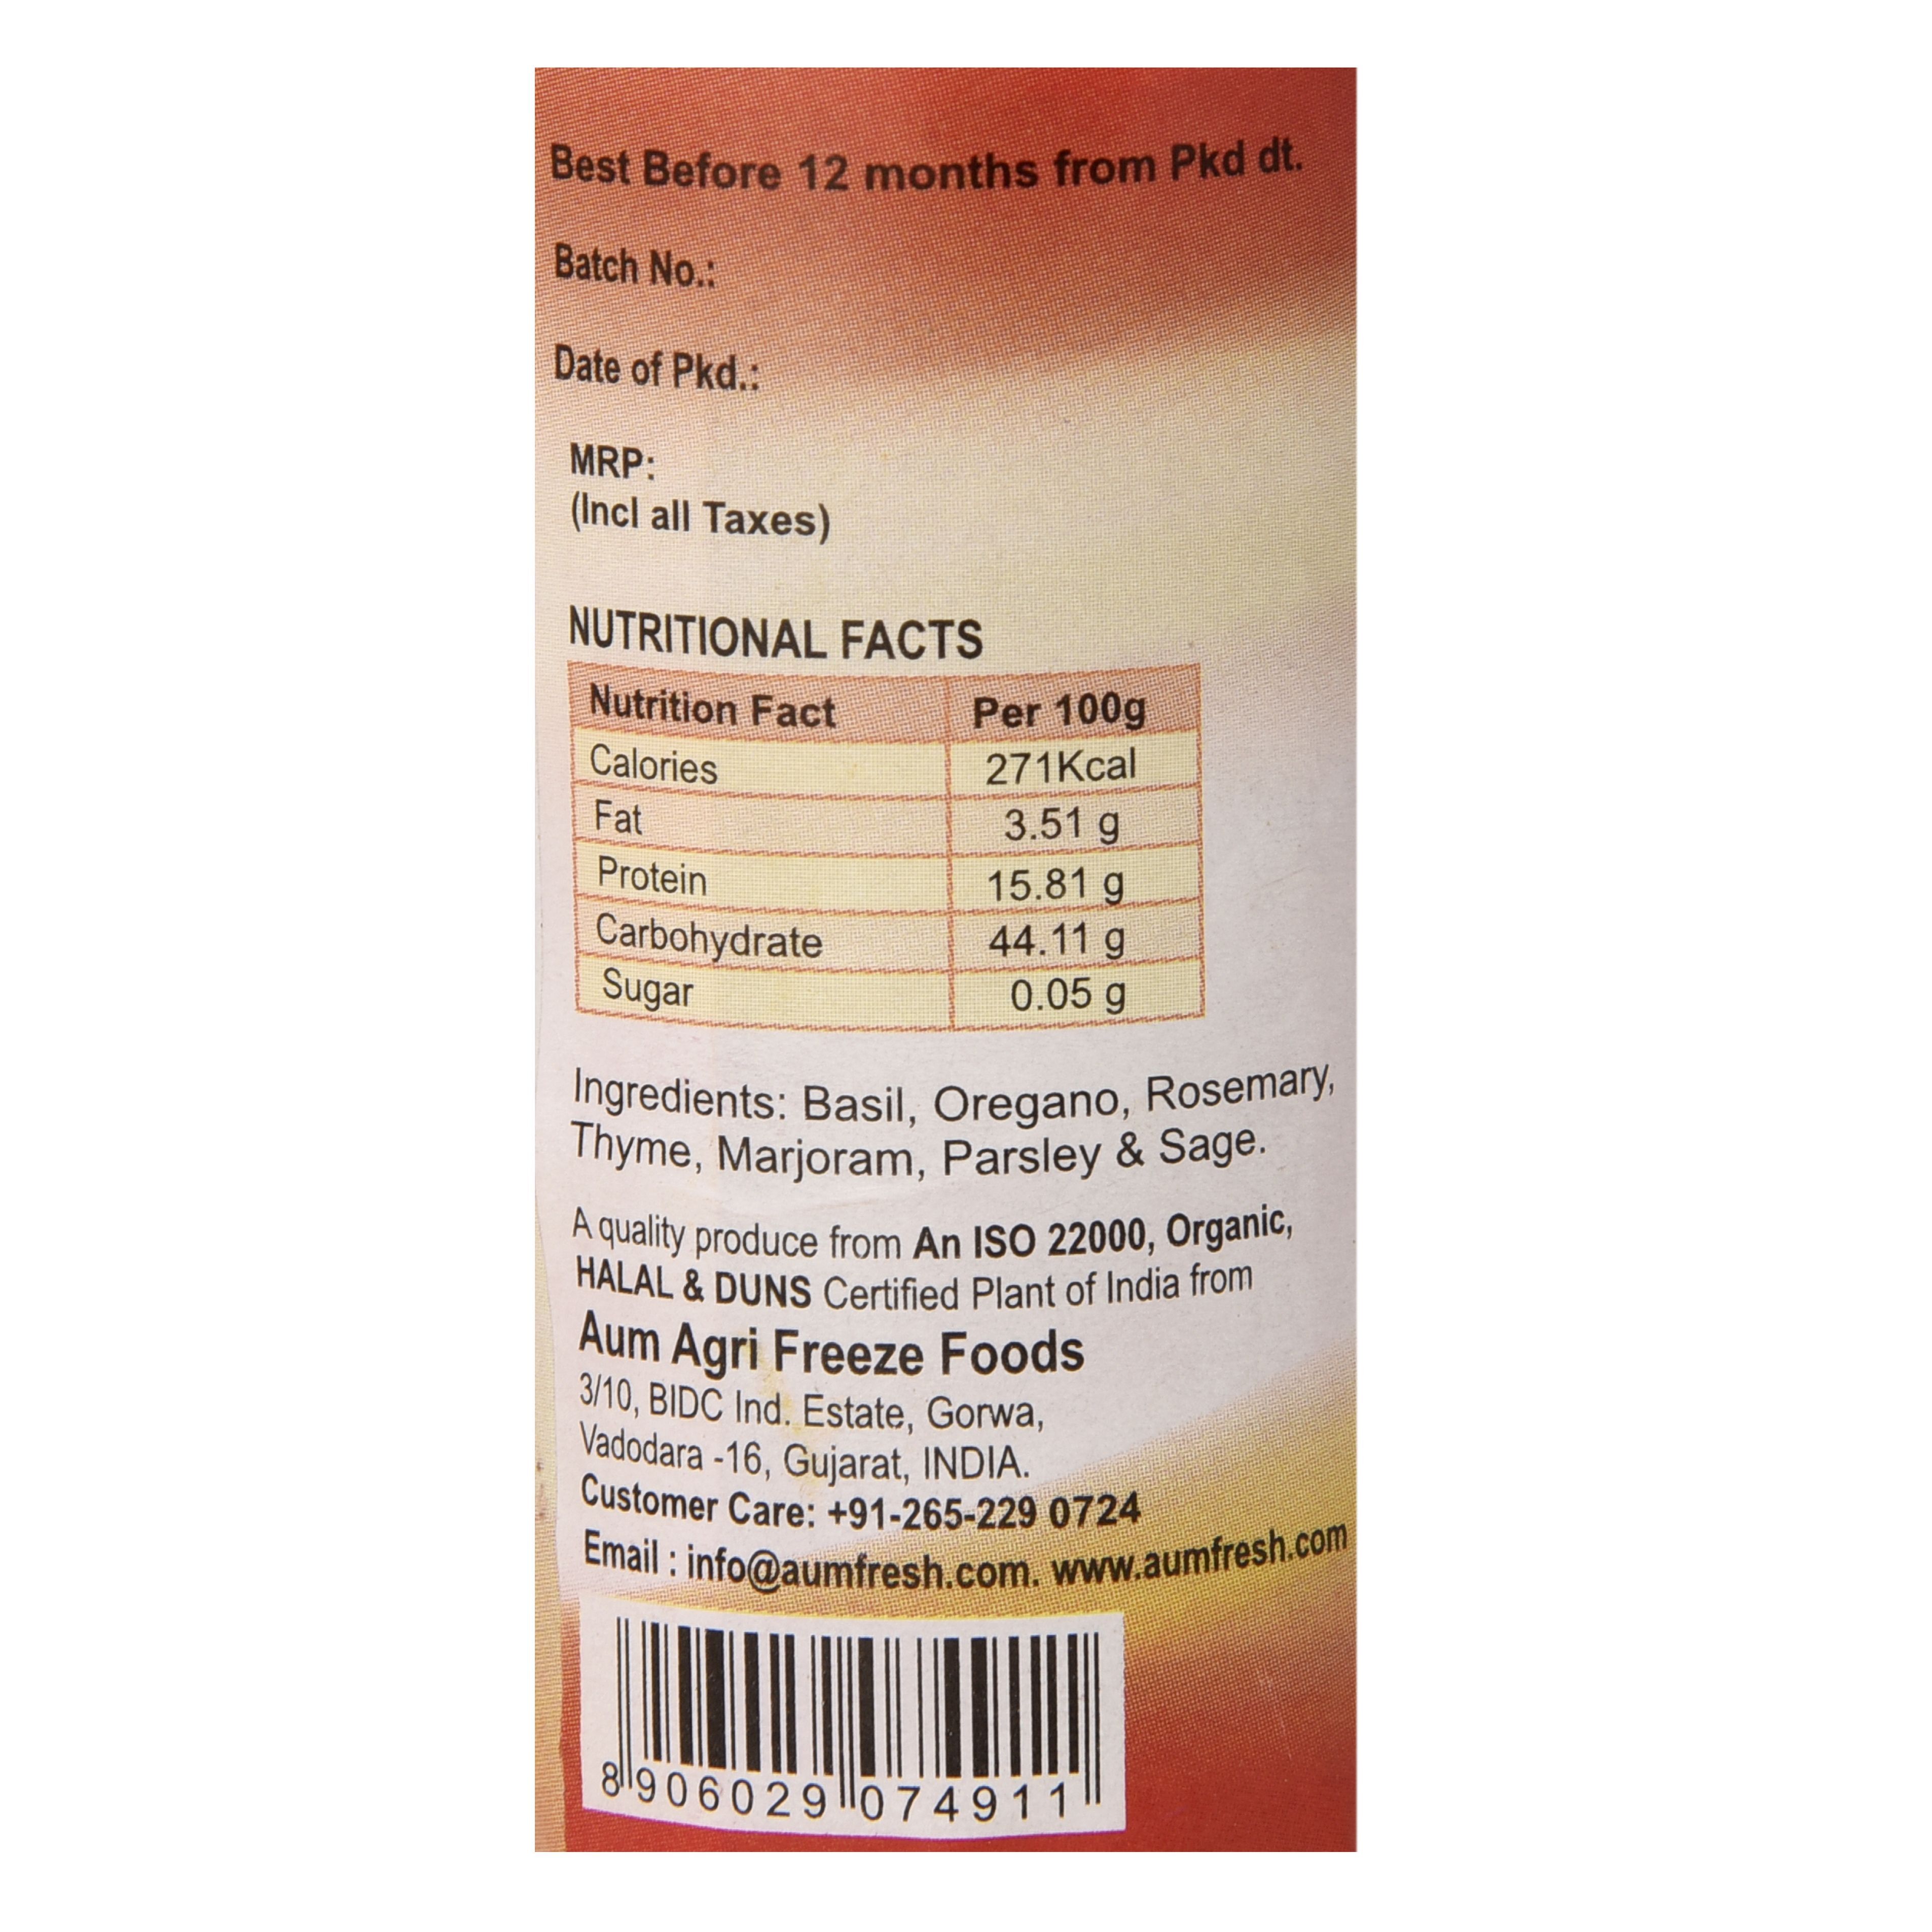 Best Before 12 months from Pkd dt.
Batch No.:
Date of Pkd.:
MRP:
(Incl all Taxes)
NUTRITIONAL FACTS
Nutrition Fact Per 100g
Calories 271Kcal
Fat 3.51 g
Protein 15.81 g
Carbohydrate 44.11 g
Sugar 0.05 g
Ingredients: Basil, Oregano, Rosemary,
Thyme, Marjoram, Parsley & Sage.
A quality produce from An ISO 22000, Organic,
HALAL & DUNS Certified Plant of India from
Aum Agri Freeze Foods
3/10, BIDC Ind. Estate, Gorwa,
Vadodara -16, Gujarat, INDIA.
Customer Care: +91-265-229 0724
Email : info@aumfresh.com. www.aumfresh.com
8 906029 074911